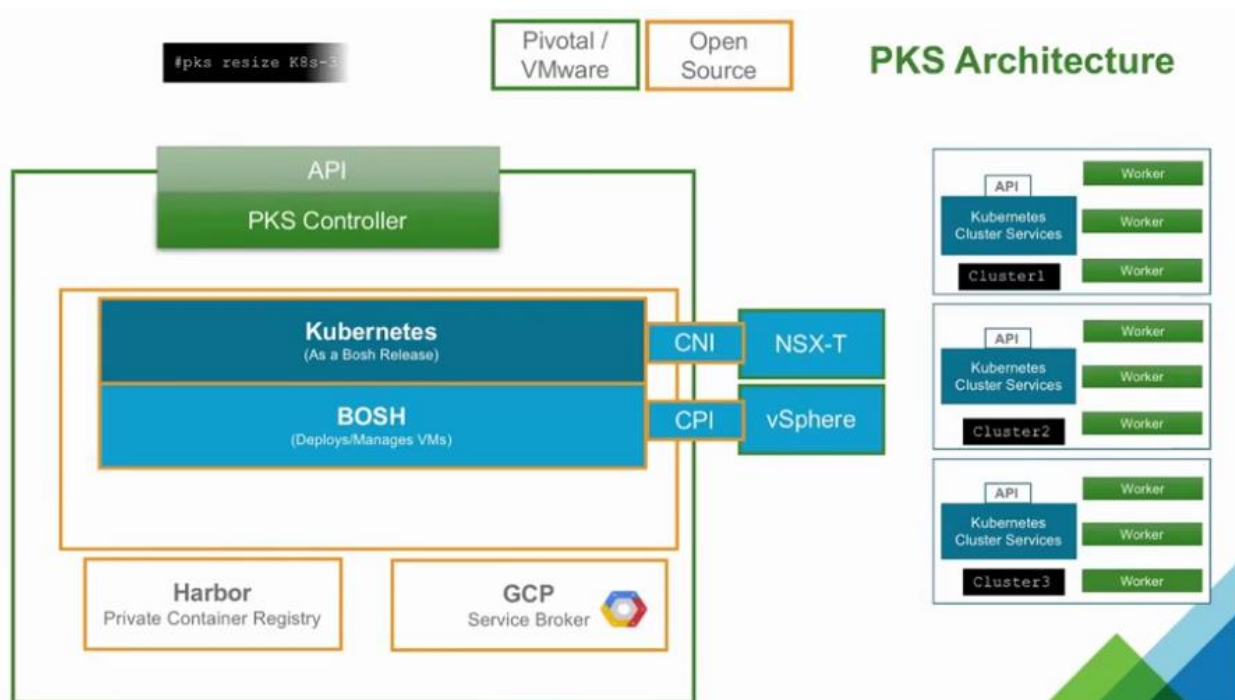 #pks resize K8s-3
Pivotal /
VMware
Open
Source
PKS Architecture
API
PKS Controller
Kubernetes
(As a Bosh Release)
BOSH
(Deploys/Manages VMs)
CNI
NSX-T
CPI
vSphere
Harbor
Private Container Registry
GCP
Service Broker
API
Kubernetes
Cluster Services
Cluster1
Worker
Worker
Worker
API
Kubernetes
Cluster Services
Cluster2
Worker
Worker
Worker
API
Kubernetes
Cluster Services
Cluster3
Worker
Worker
Worker